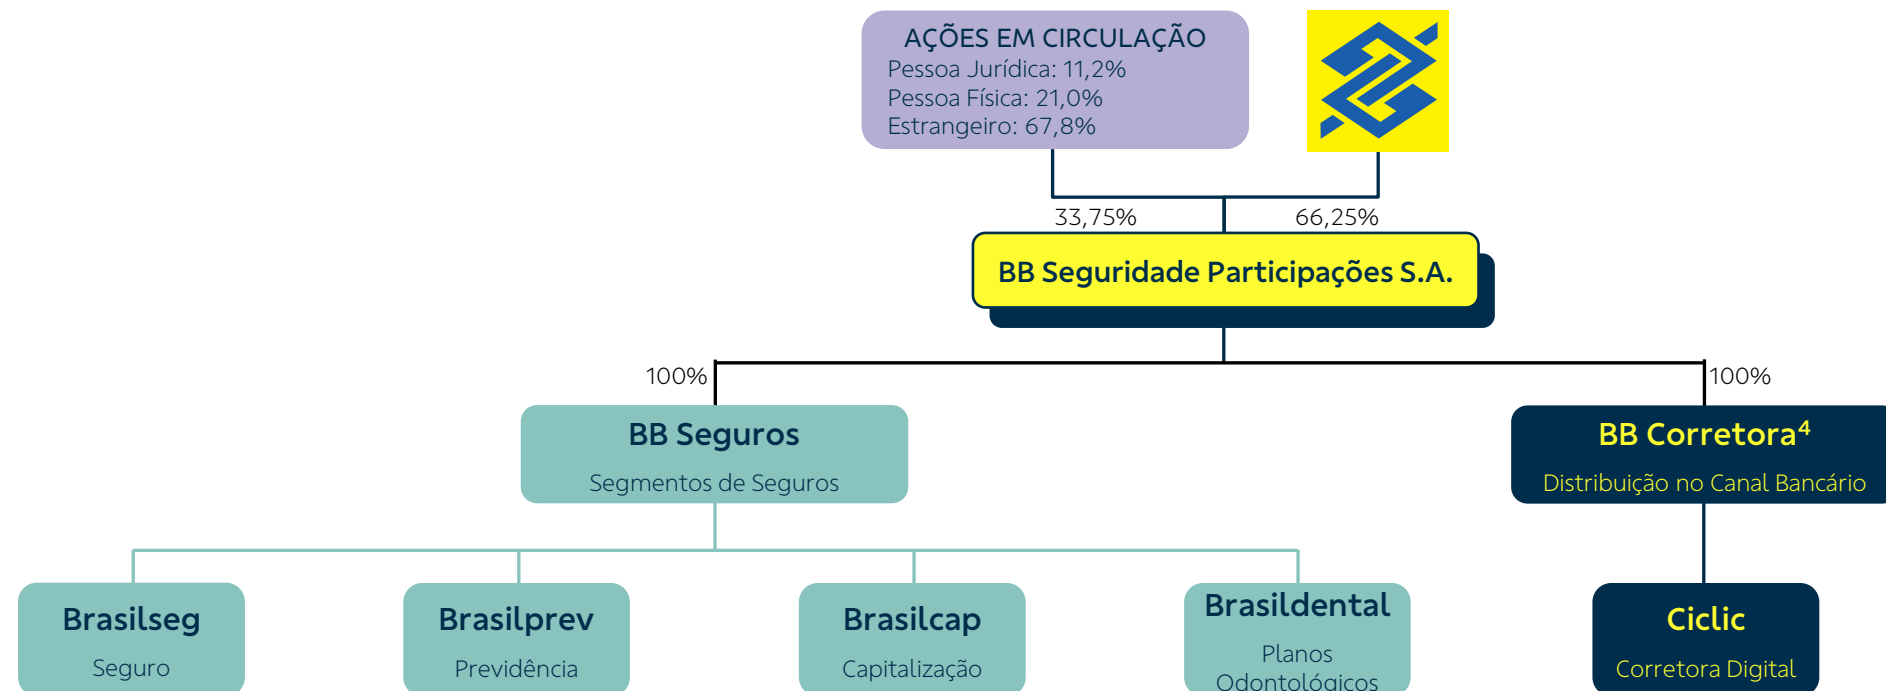 AÇÕES EM CIRCULAÇÃO
Pessoa Jurídica: 11,2%
Pessoa Física: 21,0%
Estrangeiro: 67,8%
33,75%
66,25%
BB Seguridade Participações S.A.
100%
100%
BB Seguros
Segmentos de Seguros
BB Corretora⁴
Distribuição no Canal Bancário
Brasilseg
Seguro
Brasilprev
Previdência
Brasilcap
Capitalização
Brasildental
Planos
Odontológicos
Ciclic
Corretora Digital